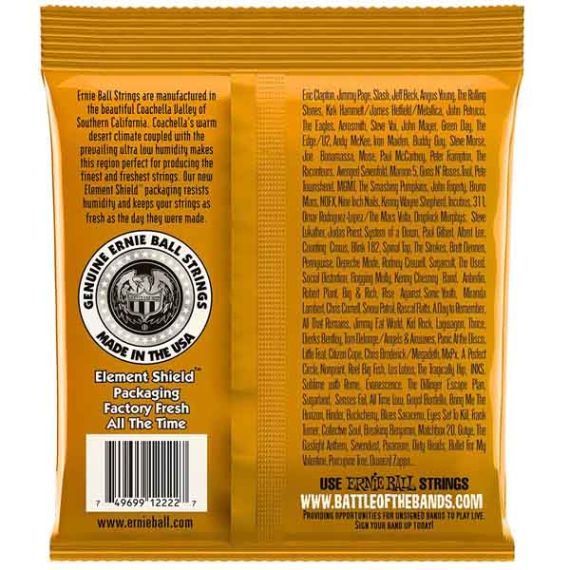 Ernie Ball Strings are manufactured in
the beautiful Coachella Valley of
Southern California. Coachella's warm
desert climate coupled with the
prevailing ultra low humidity makes
this region perfect for producing the
finest and freshest strings. Our new
Element Shield™ packaging resists
humidity and keeps your strings as
fresh as the day they were made.
GENUINE ERNIE BALL STRINGS
MADE IN THE USA
Element Shield™
Packaging
Factory Fresh
All The Time
7 49699 12222 7
www.ernieball.com
Eric Clapton, Jimmy Page, Slash, Jeff Beck, Angus Young, The Rolling
Stones, Kirk Hammett/James Hetfield/Metallica, John Petrucci,
The Eagles, Aerosmith, Steve Vai, John Mayer, Green Day, The
Edge/U2, Andy McKee, Iron Maiden, Buddy Guy, Steve Morse,
Joe Bonamassa, Muse, Paul McCartney, Peter Frampton, The
Raconteurs, Avenged Sevenfold, Maroon 5, Guns N' Roses, Tool, Pete
Townshend, MGMT, The Smashing Pumpkins, John Fogerty, Bruno
Mars, NOFX, Nine Inch Nails, Kenny Wayne Shepherd, Incubus, 311,
Omar Rodriguez-Lopez/The Mars Volta, Dropkick Murphys, Steve
Lukather, Judas Priest, System of a Down, Paul Gilbert, Albert Lee,
Counting Crows, Blink 182, Spinal Tap, The Strokes, Brett Dennen,
Pennywise, Depeche Mode, Rodney Crowell, Sugarcult, The Used,
Social Distortion, Flogging Molly, Kenny Chesney Band, Anberlin,
Robert Plant, Big & Rich, Rise Against, Sonic Youth, Miranda
Lambert, Chris Cornell, Snow Patrol, Rascal Flatts, A Day to Remember,
All That Remains, Jimmy Eat World, Kid Rock, Lagwagon, Thrice,
Dierks Bentley, Tom Delonge/Angels & Airwaves, Panic At The Disco,
Little Feat, Citizen Cope, Chris Broderick/Megadeth, MxPx, A Perfect
Circle, Nonpoint, Reel Big Fish, Los Lobos, The Tragically Hip, INXS,
Sublime with Rome, Evanescence, The Dillinger Escape Plan,
Sugarland, Senses Fail, All Time Low, Gogol Bordello, Bring Me The
Horizon, Hinder, Buckcherry, Blues Saraceno, Eyes Set To Kill, Frank
Turner, Collective Soul, Breaking Benjamin, Matchbox 20, The
Gaslight Anthem, Sevendust, Paramore, Dirty Heads, Bullet For My
Valentine, Porcupine Tree, Dweezil Zappa...
USE ERNIE BALL STRINGS
WWW.BATTLEOFTHEBANDS.COM
PROVIDING OPPORTUNITIES FOR UNSIGNED BANDS TO PLAY LIVE.
SIGN YOUR BAND UP TODAY!